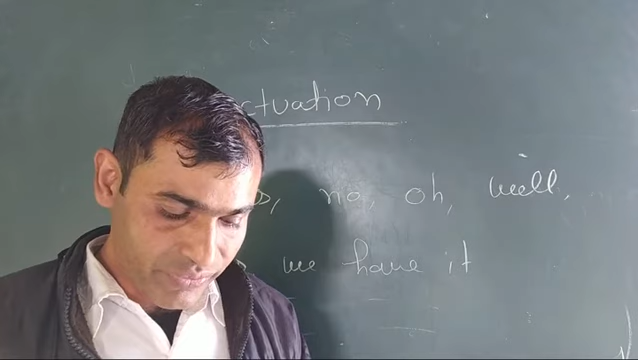 ctuation
no, oh, well,
we have it